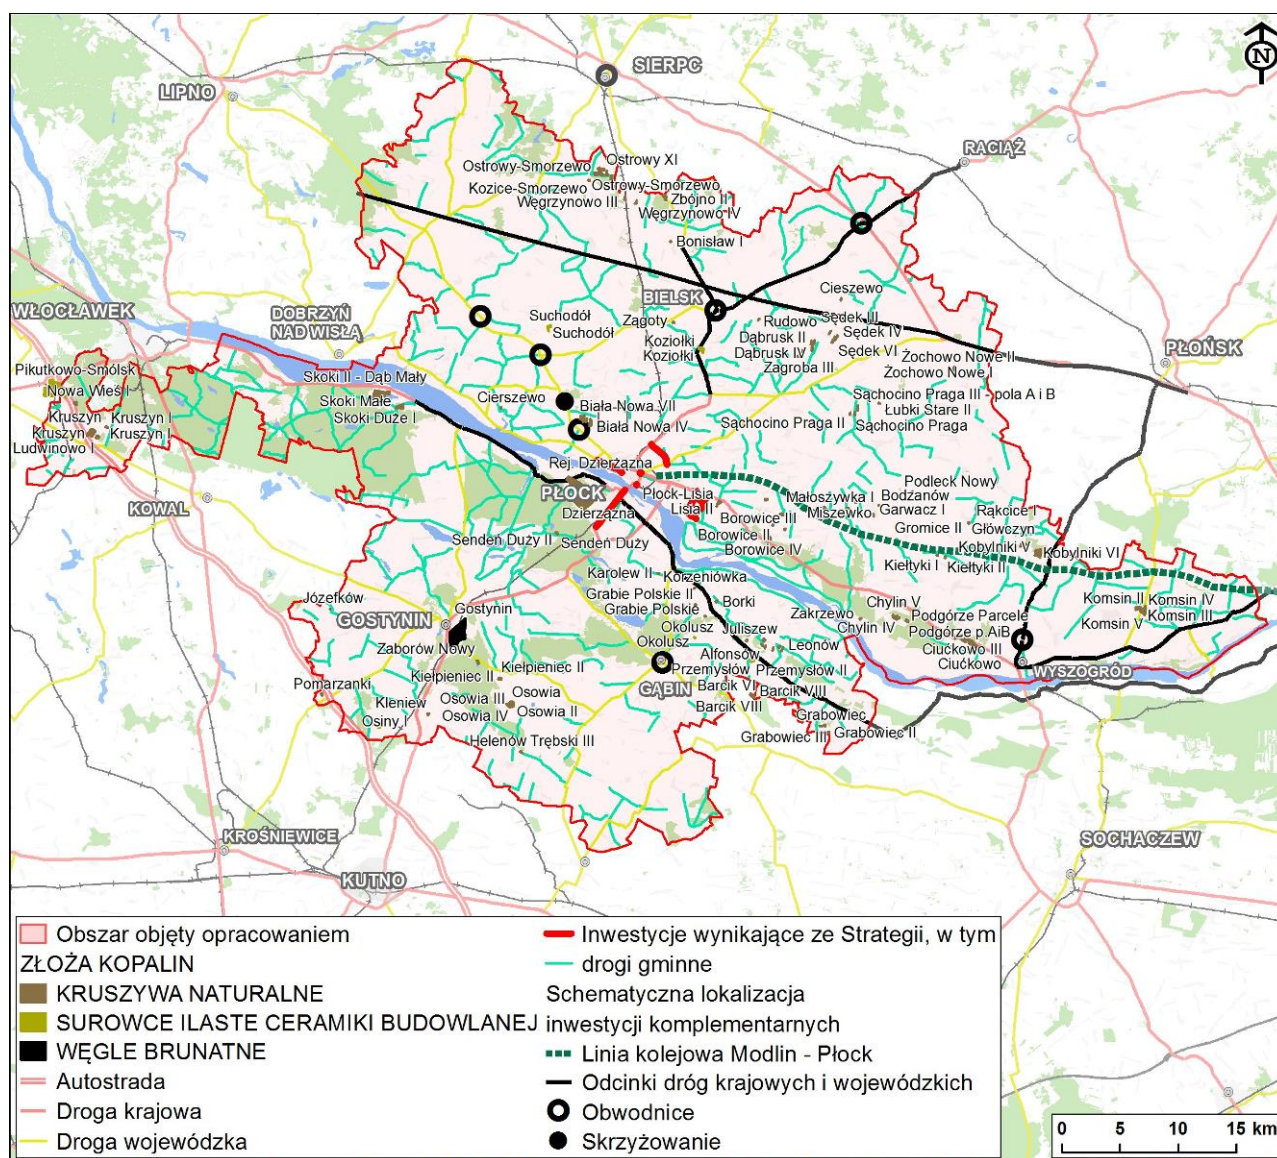 N
SIERPC
LIPNO
RACIĄŻ
Ostrowy XI
Ostrowy-Smorzewo
Kozice-Smorzewo
Ostrowy-Smorzewo
Węgrzynowo III
Zbójno II
Węgrzynowo IV
Bonisław I
BIELSK
Cieszewo
WŁOCŁAWEK
DOBRZYŃ
NAD WISŁĄ
Suchodół
Suchodół
Zągoty
Rudowo
Sędek III
Sędek IV
Koziołki
Koziołki
Dąbrusk II
Dąbrusk IV
Sędek VI
Zagroba III
Żochowo Nowe II
Żochowo Nowe I
PŁOŃSK
Pikutkowo-Smólsk
Nowa Wieś I
Skoki II - Dąb Mały
Skoki Małe
Skoki Duże I
Cierszewo
Biała Nowa VII
Biała Nowa IV
Sąchocino Praga III - pola A i B
Łubki Stare II
Sąchocino Praga II
Sąchocino Praga
Kruszyn
Kruszyn I
Kruszyn
Kruszyn I
Ludwinowo I
KOWAL
Rej. Dzierżązna
PŁOCK
Dzierżązna
Płock-Lisia
Lisia II
Podleck Nowy
Małoszywka I
Bodzanów
Miszewko
Garwacz I
Rąkcice I
Borowice III
Gromice II
Główczyn
Borowice II
Borowice IV
Kobylniki V
Kobylniki VI
Kiełtyki I
Kiełtyki II
Sendeń Duży II
Sendeń Duży
Karolew II
Korzeniówka
Grabie Polskie II
Grabie Polskie
Borki
Zakrzewo
Chylin V
Chylin IV
Podgórze Parcele
Podgórze p.AiB
Ciućkowo III
Ciućkowo
Komsin II
Komsin IV
Komsin III
Komsin V
WYSZOGRÓD
Józefków
GOSTYNIN
Gostynin
Zaborów Nowy
Okolusz
Okolusz
Juliszew
Leonów
Alfonsów
Przemysłów
Przemysłów II
Kiełpieniec II
Kiełpieniec II
GĄBIN
Barcik VI
Barcik VIII
Barcik VIII
Pomarzanki
Kleniew
Osiny I
Osowia III
Osowia
Osowia IV
Osowia II
Helenów Trębski III
Grabowiec
Grabowiec III
Grabowiec II
KROŚNIEWICE
KUTNO
SOCHACZEW
Obszar objęty opracowaniem
ZŁOŻA KOPALIN
KRUSZYWA NATURALNE
SUROWCE ILASTE CERAMIKI BUDOWLANEJ
WĘGLE BRUNATNE
Autostrada
Droga krajowa
Droga wojewódzka
Inwestycje wynikające ze Strategii, w tym
drogi gminne
Schematyczna lokalizacja
inwestycji komplementarnych
Linia kolejowa Modlin - Płock
Odcinki dróg krajowych i wojewódzkich
Obwodnice
Skrzyżowanie
0 5 10 15 km